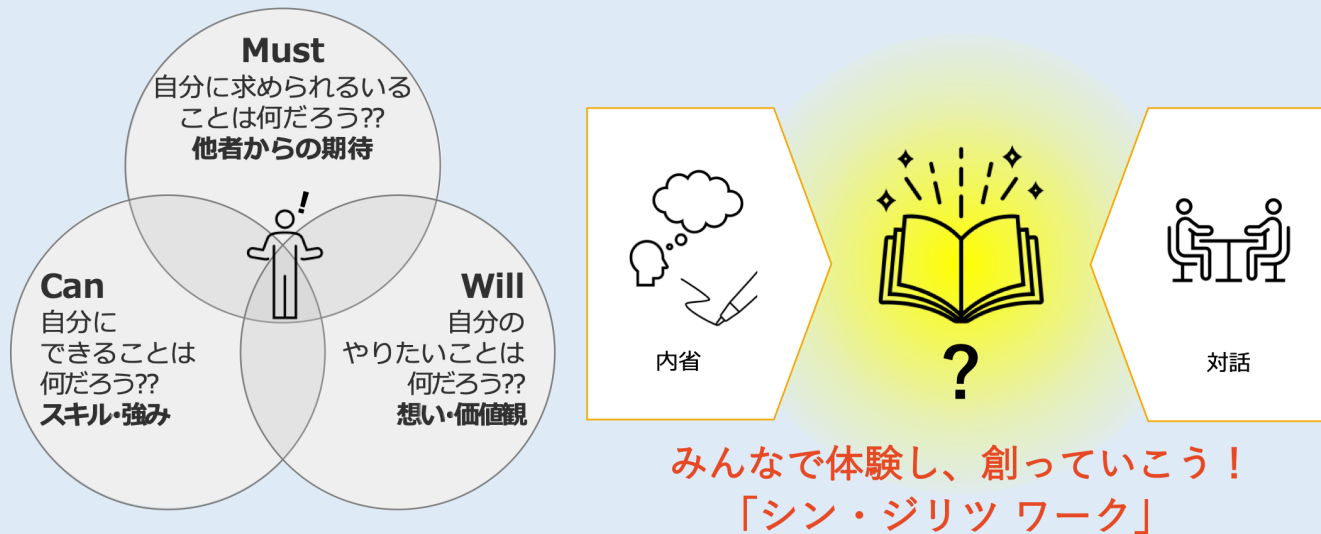 Must
自分に求められるいる
ことは何だろう??
他者からの期待
!
Can
自分に
できることは
何だろう??
スキル・強み
Will
自分の
やりたいことは
何だろう??
想い・価値観
内省
?
対話
みんなで体験し、創っていこう！
「シン・ジリツ ワーク」